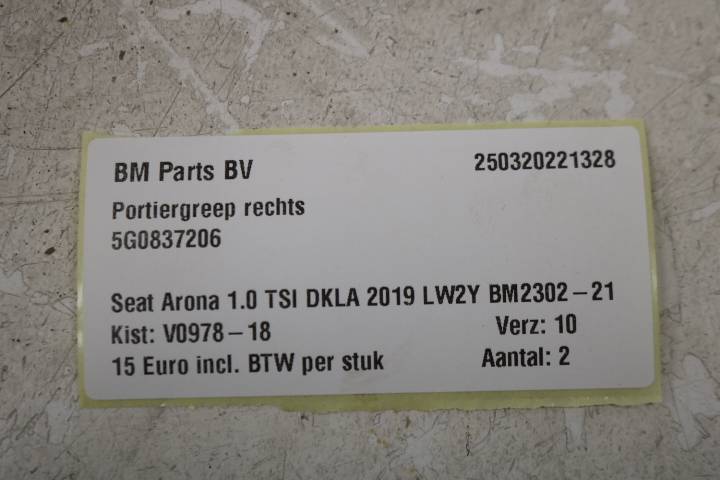 BM Parts BV 250320221328
Portiergreep rechts
5G0837206
Seat Arona 1.0 TSI DKLA 2019 LW2Y BM2302-21
Kist: V0978-18 Verz: 10
15 Euro incl. BTW per stuk Aantal: 2